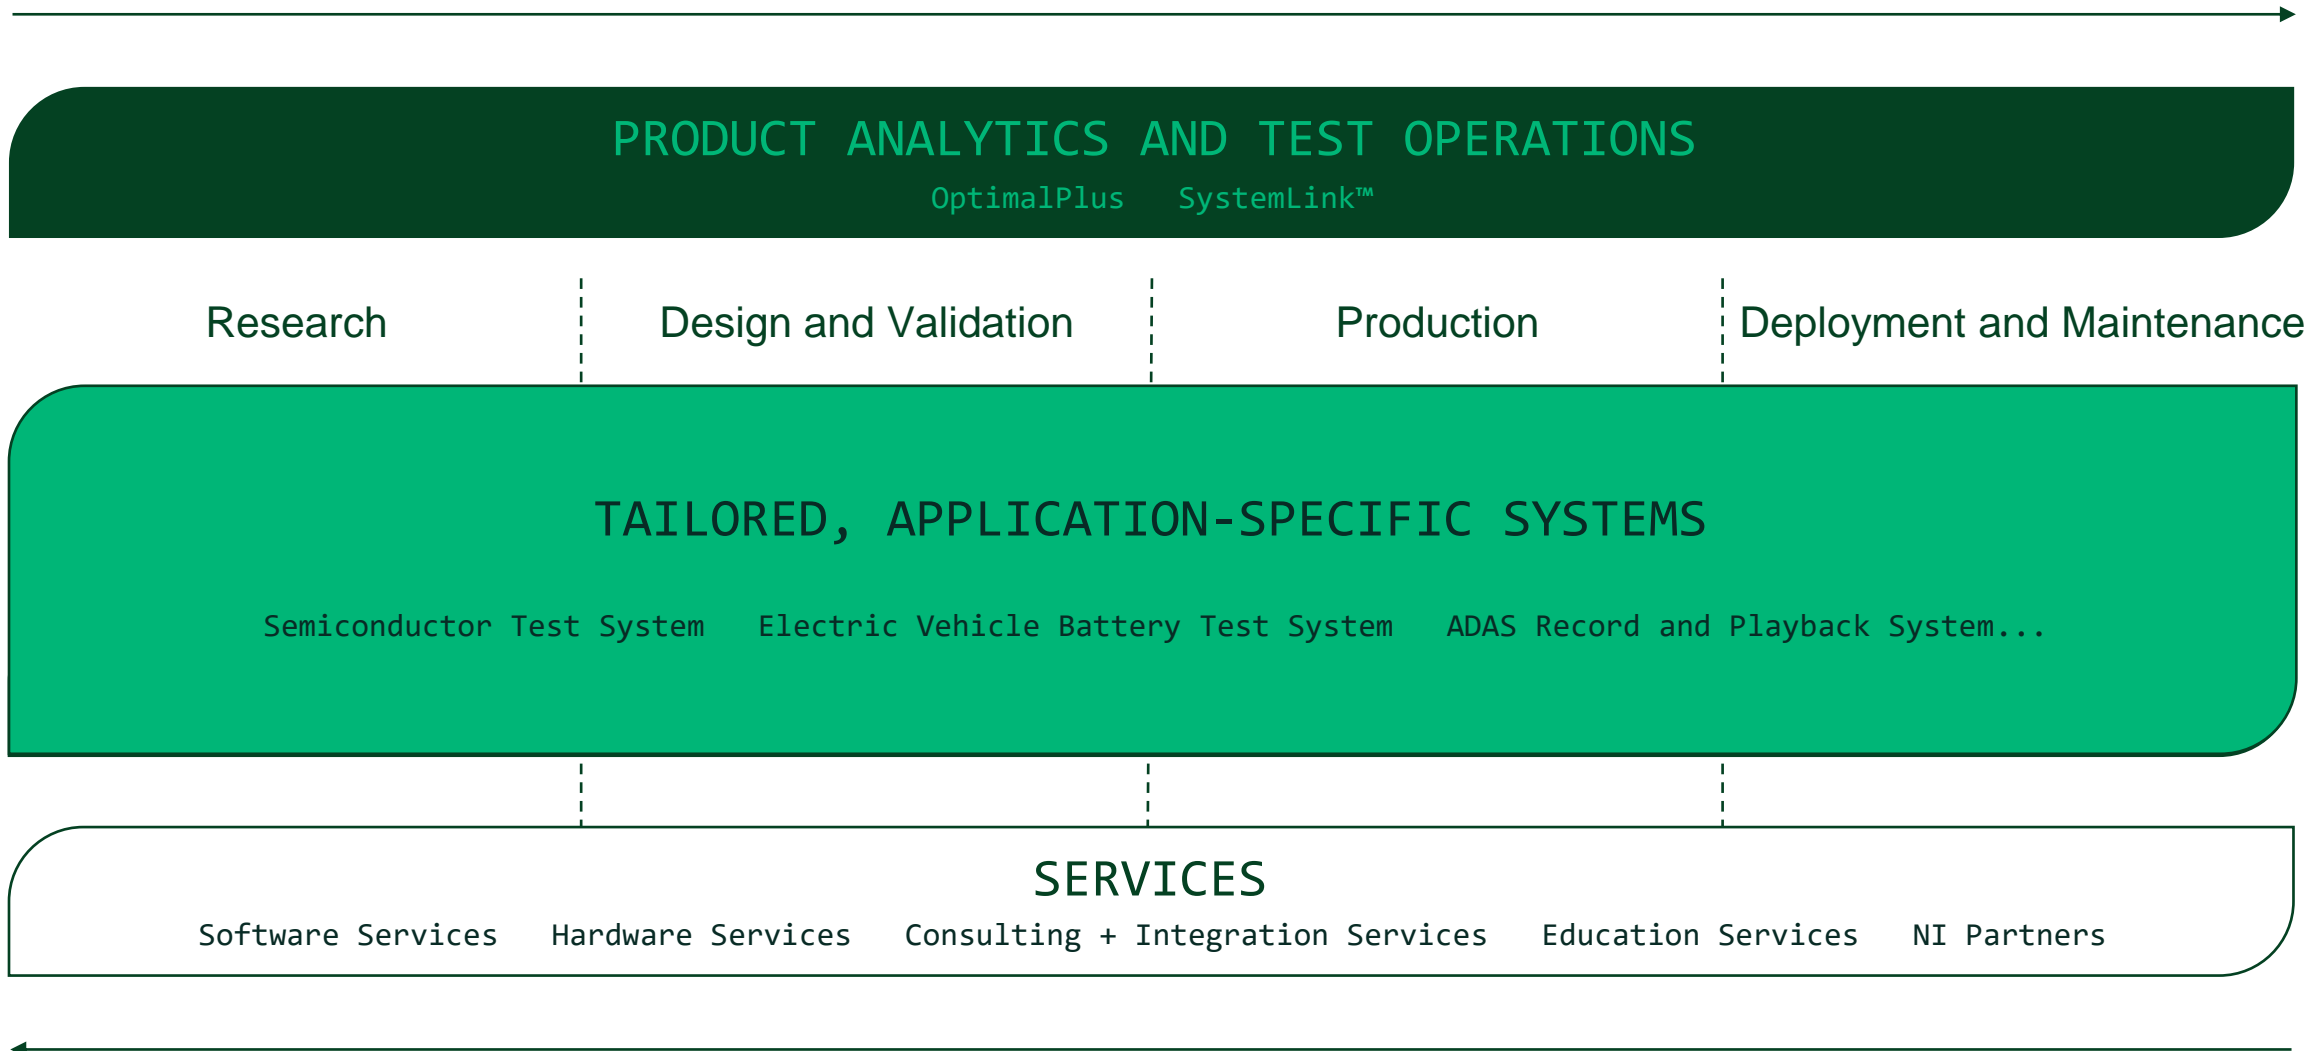 PRODUCT ANALYTICS AND TEST OPERATIONS
OptimalPlus SystemLink™
Research Design and Validation Production Deployment and Maintenance
TAILORED, APPLICATION-SPECIFIC SYSTEMS
Semiconductor Test System Electric Vehicle Battery Test System ADAS Record and Playback System...
SERVICES
Software Services Hardware Services Consulting + Integration Services Education Services NI Partners